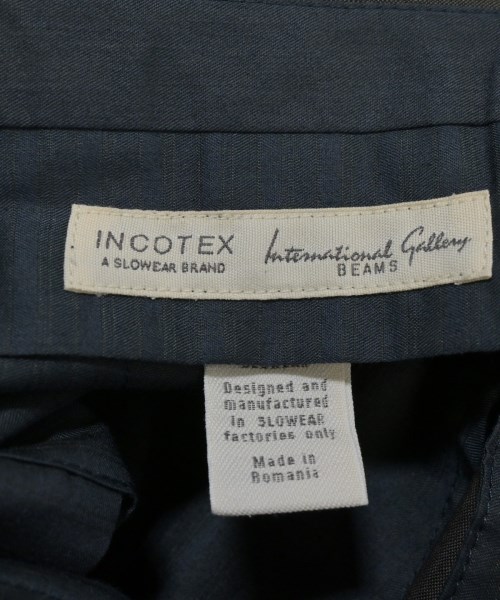 INCOTEX
A SLOWEAR BRAND
International Gallery
BEAMS
Designed and
manufactured
in SLOWEAR
factories only
Made in
Romania